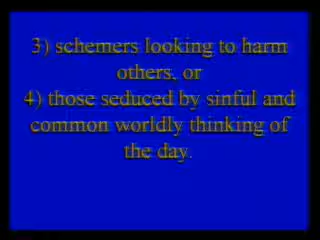 3) schemers looking to harm
others, or
4) those seduced by sinful and
common worldly thinking of
the day.